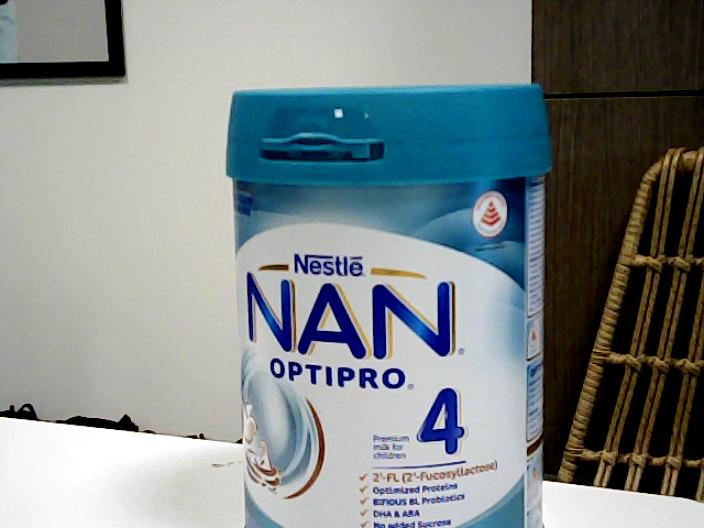 Nestlé
NAN
OPTIPRO
4
Premium
milk for
children
2'-FL (2'-Fucosyllactose)
Optimized Proteins
BIFIDUS BL Probiotics
DHA & ARA
No added Sucrose